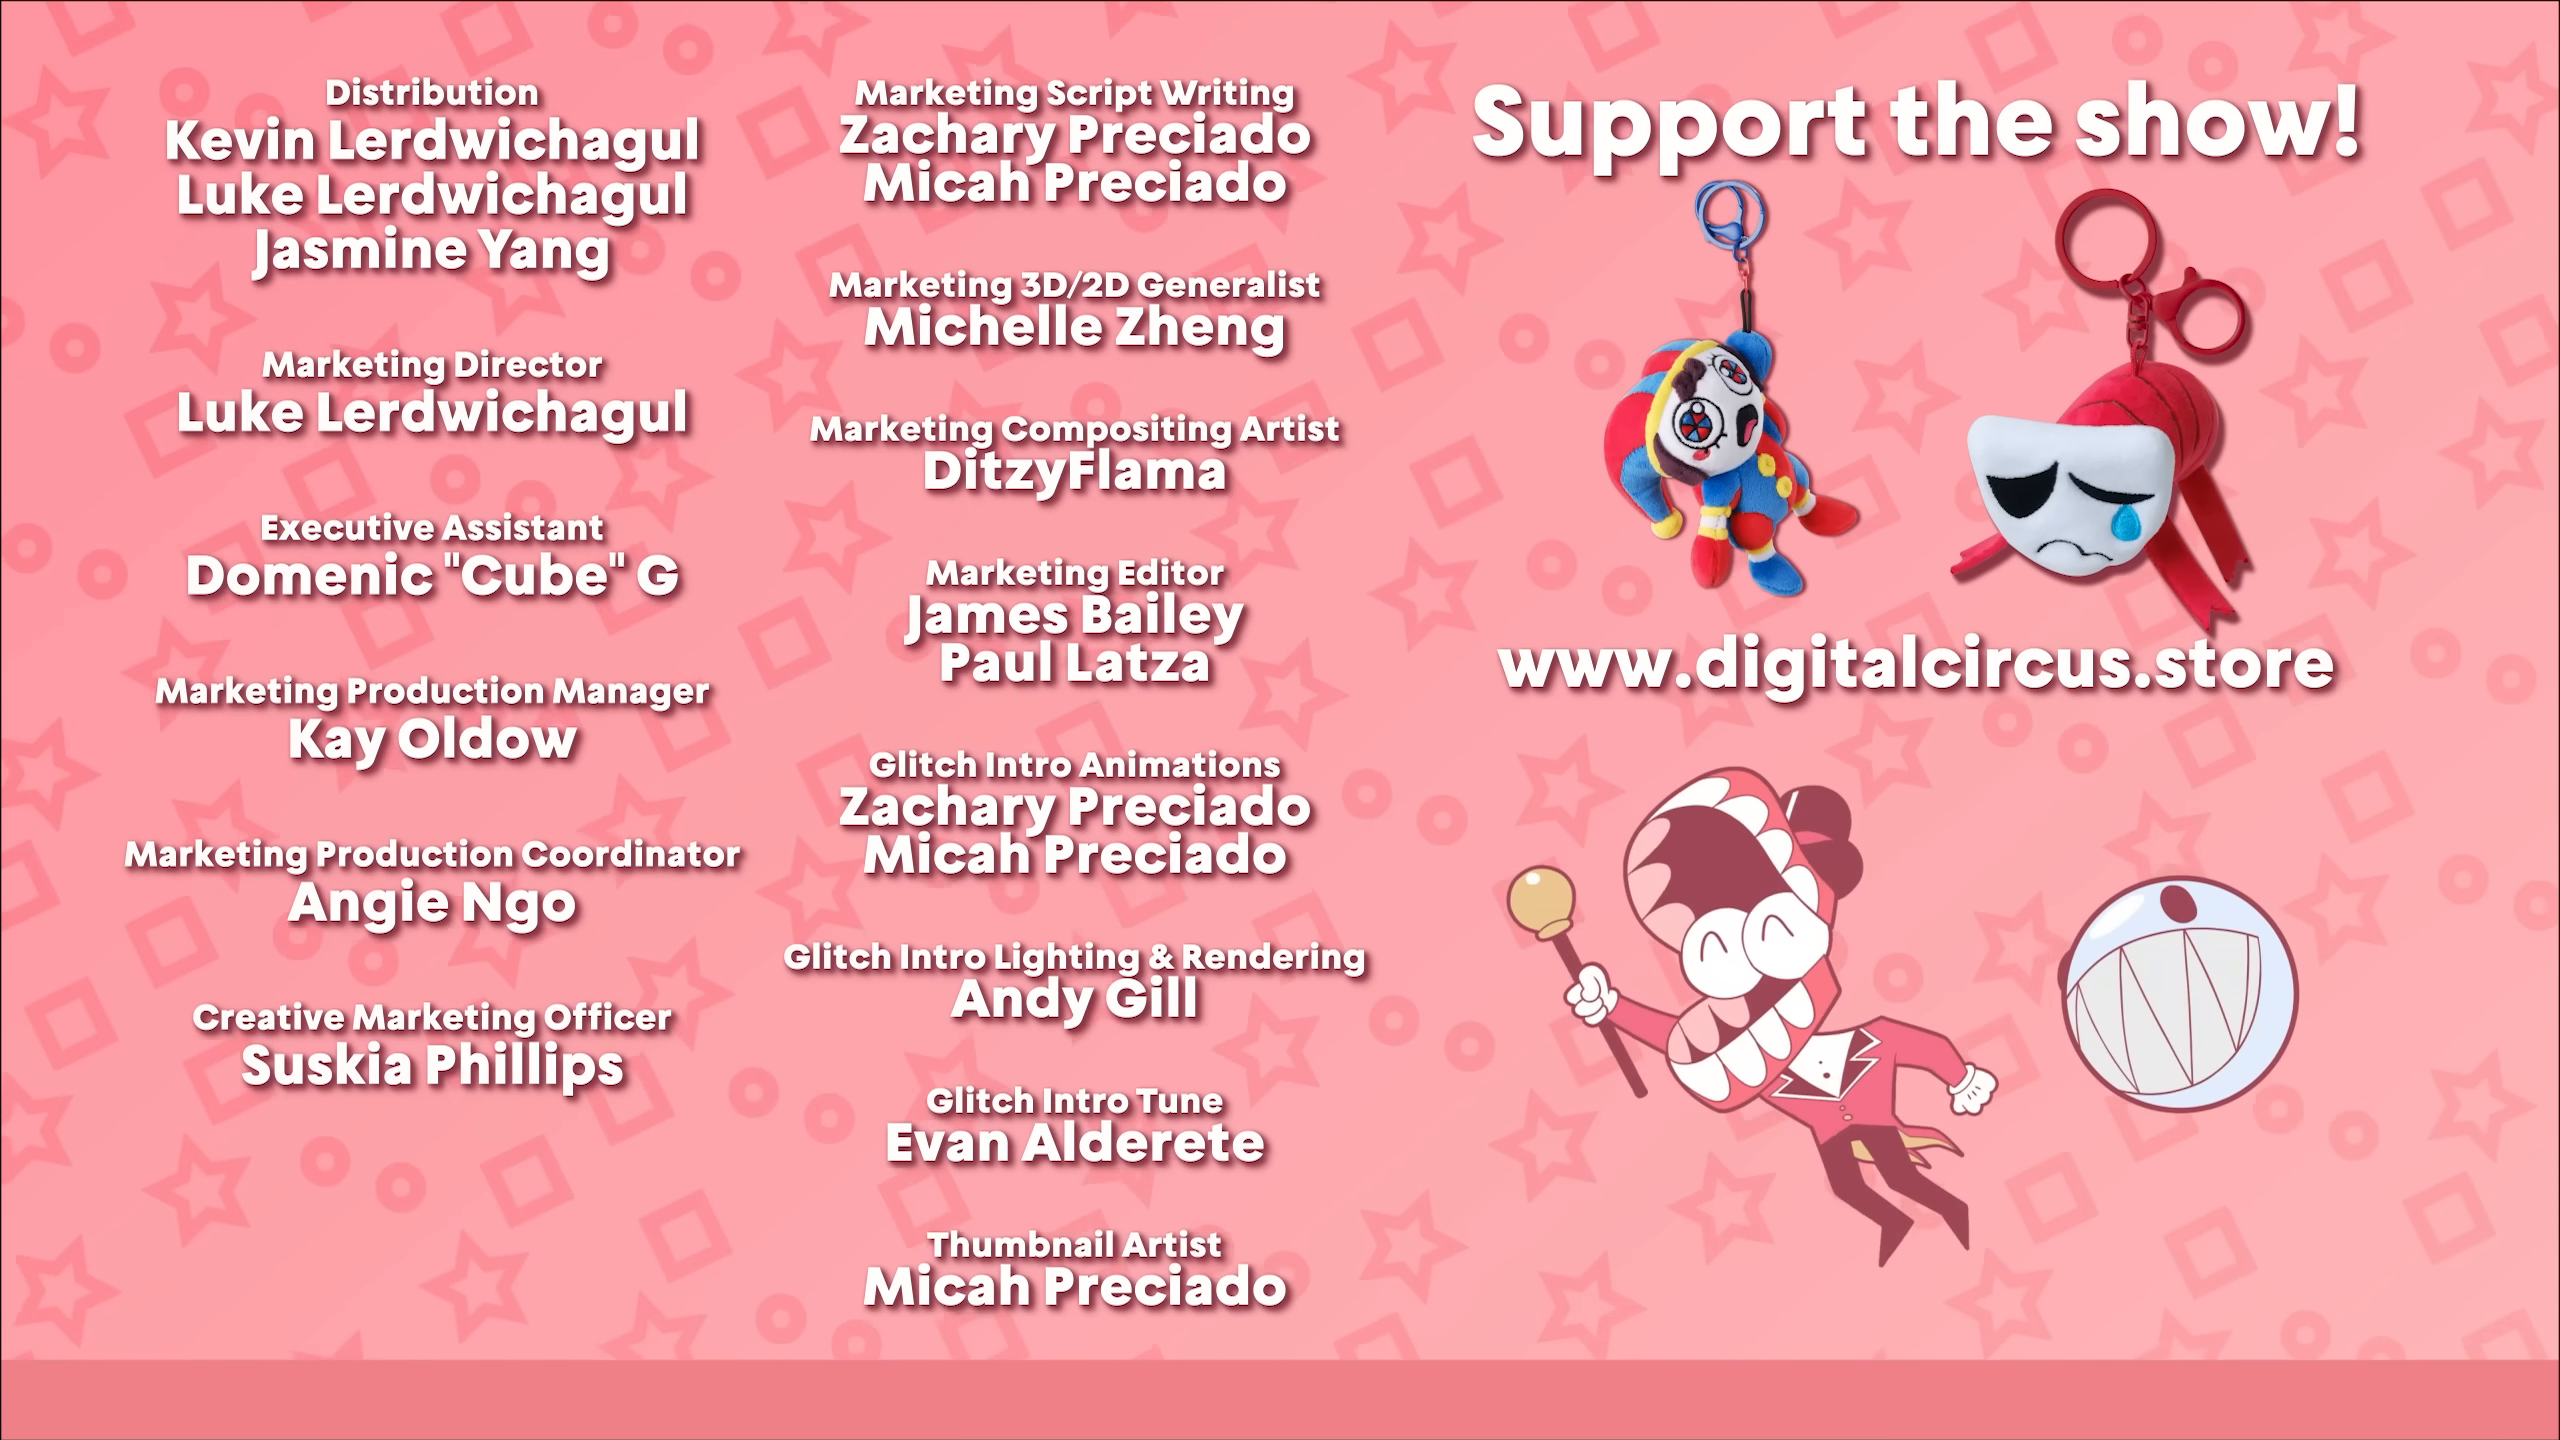 Distribution
Kevin Lerdwichagul
Luke Lerdwichagul
Jasmine Yang
Marketing Director
Luke Lerdwichagul
Executive Assistant
Domenic "Cube" G
Marketing Production Manager
Kay Oldow
Marketing Production Coordinator
Angie Ngo
Creative Marketing Officer
Suskia Phillips
Marketing Script Writing
Zachary Preciado
Micah Preciado
Marketing 3D/2D Generalist
Michelle Zheng
Marketing Compositing Artist
DitzyFlama
Marketing Editor
James Bailey
Paul Latza
Glitch Intro Animations
Zachary Preciado
Micah Preciado
Glitch Intro Lighting & Rendering
Andy Gill
Glitch Intro Tune
Evan Alderete
Thumbnail Artist
Micah Preciado
Support the show!
www.digitalcircus.store